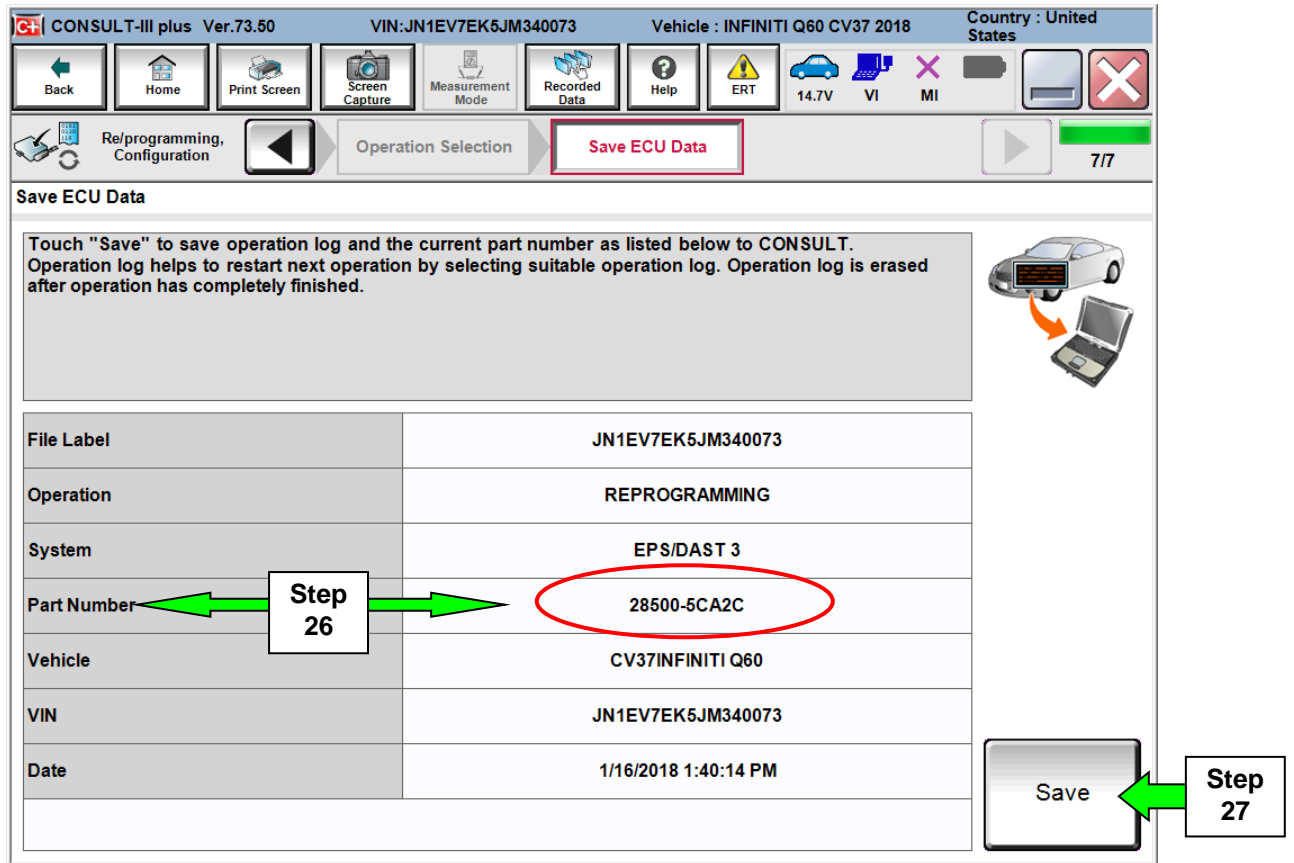 C+ CONSULT-III plus Ver.73.50 VIN:JN1EV7EK5JM340073 Vehicle : INFINITI Q60 CV37 2018 Country : United
States
Back Home Print Screen Screen
Capture Measurement
Mode Recorded
Data Help ERT 14.7V VI MI
Re/programming,
Configuration Operation Selection Save ECU Data 7/7
Save ECU Data
Touch "Save" to save operation log and the current part number as listed below to CONSULT.
Operation log helps to restart next operation by selecting suitable operation log. Operation log is erased
after operation has completely finished.
File Label JN1EV7EK5JM340073
Operation REPROGRAMMING
System EPS/DAST 3
Part Number Step
26 28500-5CA2C
Vehicle CV37INFINITI Q60
VIN JN1EV7EK5JM340073
Date 1/16/2018 1:40:14 PM
Save Step
27